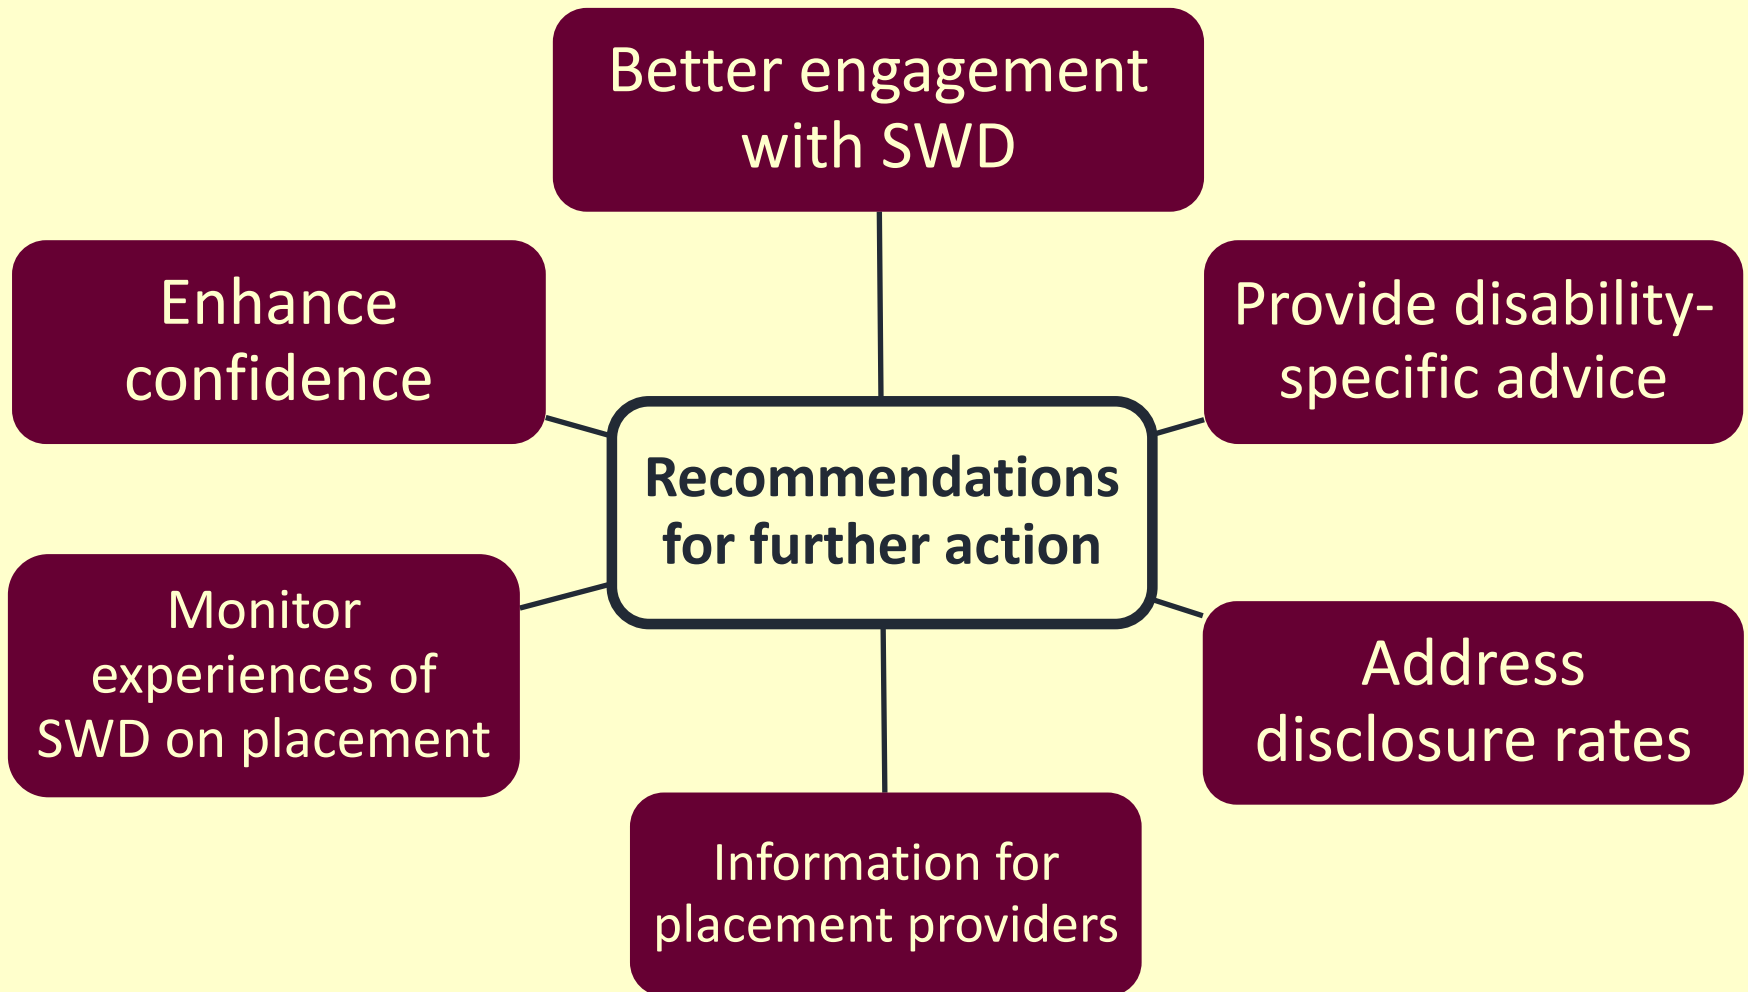 Better engagement
with SWD
Enhance
confidence
Provide disability-
specific advice
Recommendations
for further action
Monitor
experiences of
SWD on placement
Address
disclosure rates
Information for
placement providers